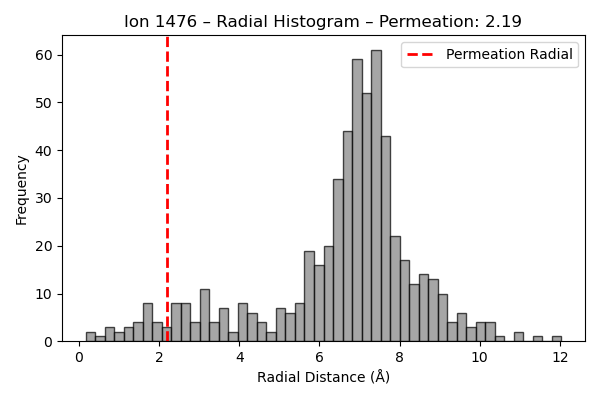 Ion 1476 – Radial Histogram – Permeation: 2.19
Permeation Radial
Frequency
60
50
40
30
20
10
0
0 2 4 6 8 10 12
Radial Distance (Å)